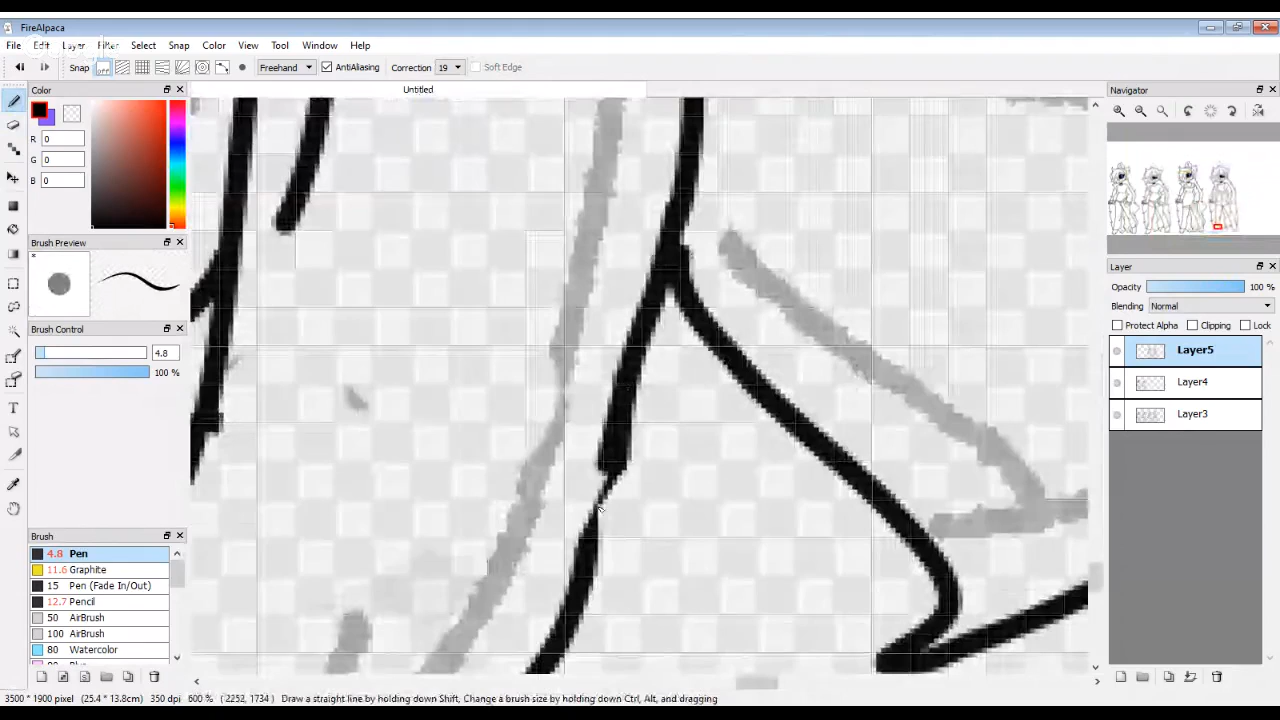 FireAlpaca
File Edit Layer Filter Select Snap Color View Tool Window Help
Snap off Freehand AntiAliasing Correction 19 Soft Edge
Color
Untitled
Navigator
R 0
G 0
B 0
Brush Preview
Layer
Opacity 100 %
Blending Normal
Protect Alpha Clipping Lock
Brush Control
4.8
100 %
Layer5
Layer4
Layer3
Brush
4.8 Pen
11.6 Graphite
15 Pen (Fade In/Out)
12.7 Pencil
50 AirBrush
100 AirBrush
80 Watercolor
3500 * 1900 pixel (25.4 * 13.8cm) 350 dpi 600 % (2252, 1734) Draw a straight line by holding down Shift, Change a brush size by holding down Ctrl, Alt, and dragging